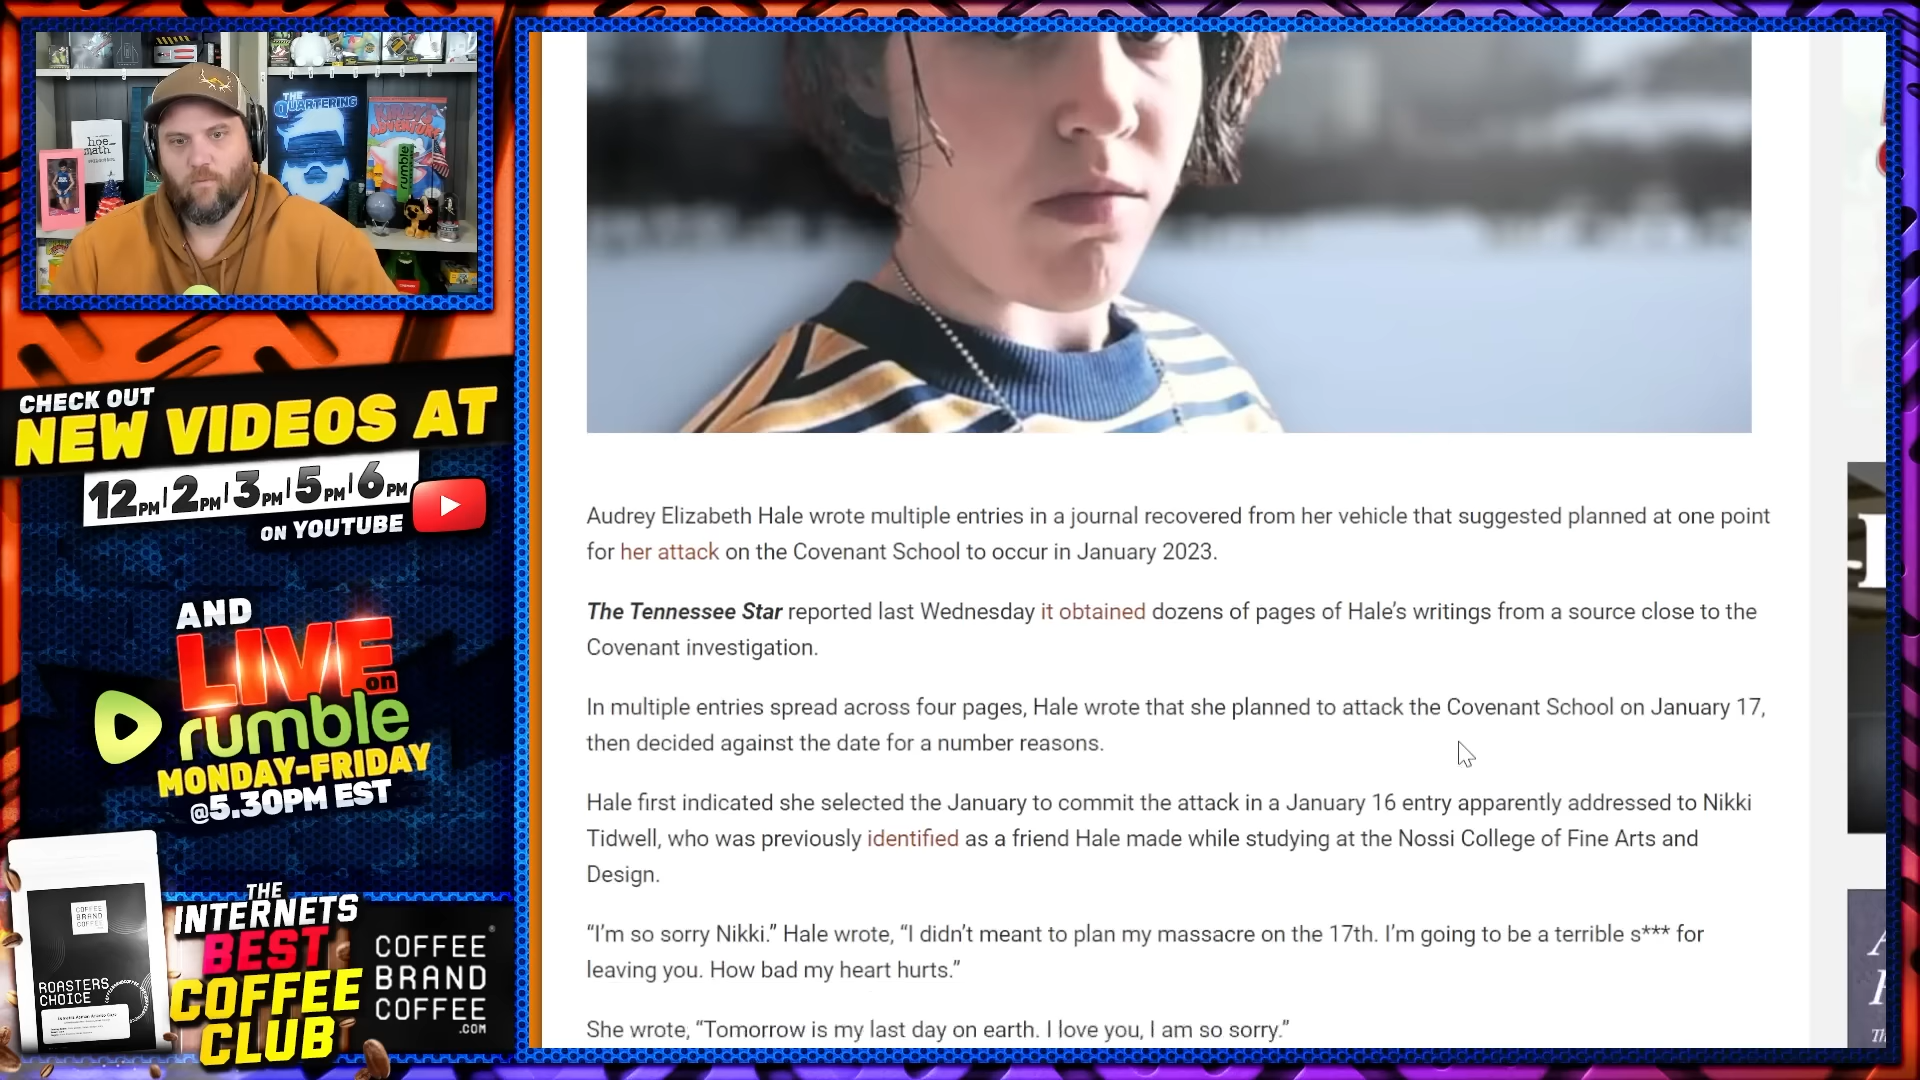 THE
QUARTERING
KIRBY'S
ADVENTURE
hoe_
math
rumble
CHECK OUT
NEW VIDEOS AT
12PM | 2PM | 3PM | 5PM | 6PM
ON YOUTUBE
AND
LIVE
on
rumble
MONDAY-FRIDAY
@5.30PM EST
COFFEE
BRAND
COFFEE
ROASTERS
CHOICE
THE
INTERNETS
BEST
COFFEE
CLUB
COFFEE
BRAND
COFFEE
.COM
Audrey Elizabeth Hale wrote multiple entries in a journal recovered from her vehicle that suggested planned at one point
for her attack on the Covenant School to occur in January 2023.
The Tennessee Star reported last Wednesday it obtained dozens of pages of Hale’s writings from a source close to the
Covenant investigation.
In multiple entries spread across four pages, Hale wrote that she planned to attack the Covenant School on January 17,
then decided against the date for a number reasons.
Hale first indicated she selected the January to commit the attack in a January 16 entry apparently addressed to Nikki
Tidwell, who was previously identified as a friend Hale made while studying at the Nossi College of Fine Arts and
Design.
“I’m so sorry Nikki.” Hale wrote, “I didn’t meant to plan my massacre on the 17th. I’m going to be a terrible s*** for
leaving you. How bad my heart hurts.”
She wrote, “Tomorrow is my last day on earth. I love you, I am so sorry.”